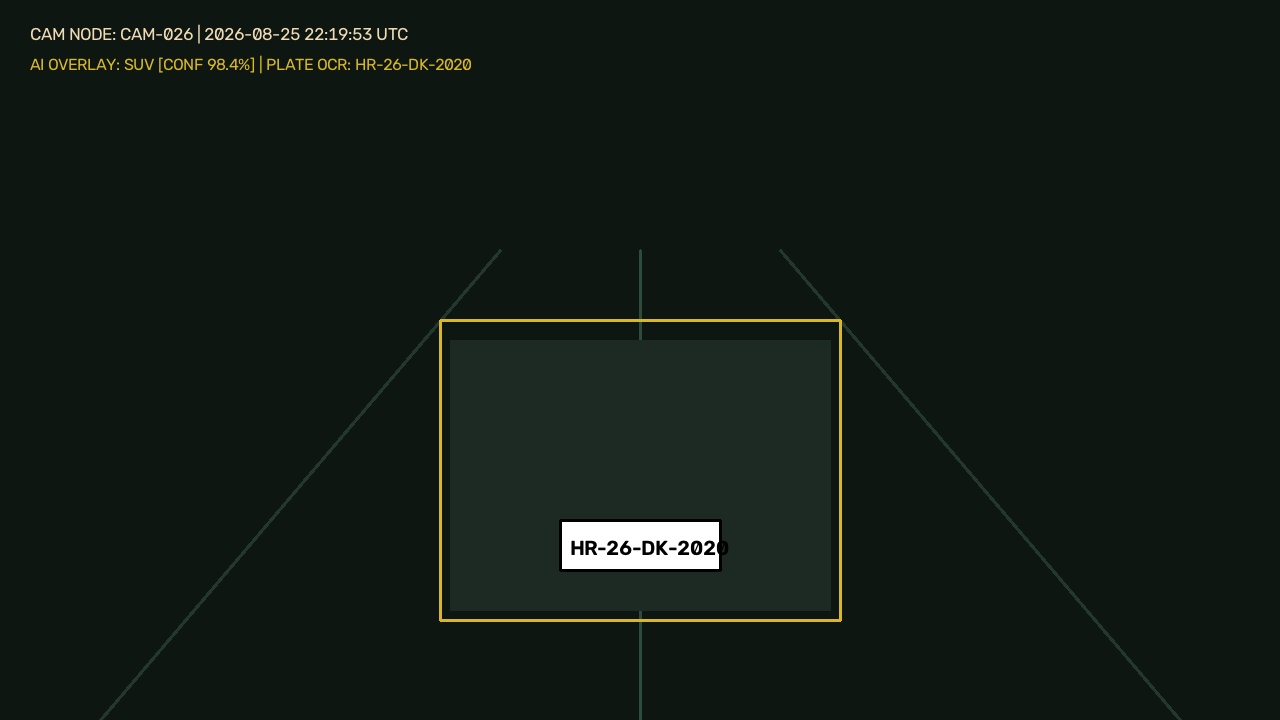 CAM NODE: CAM-026 | 2026-08-25 22:19:53 UTC
AI OVERLAY: SUV [CONF 98.4%] | PLATE OCR: HR-26-DK-2020
HR-26-DK-2020